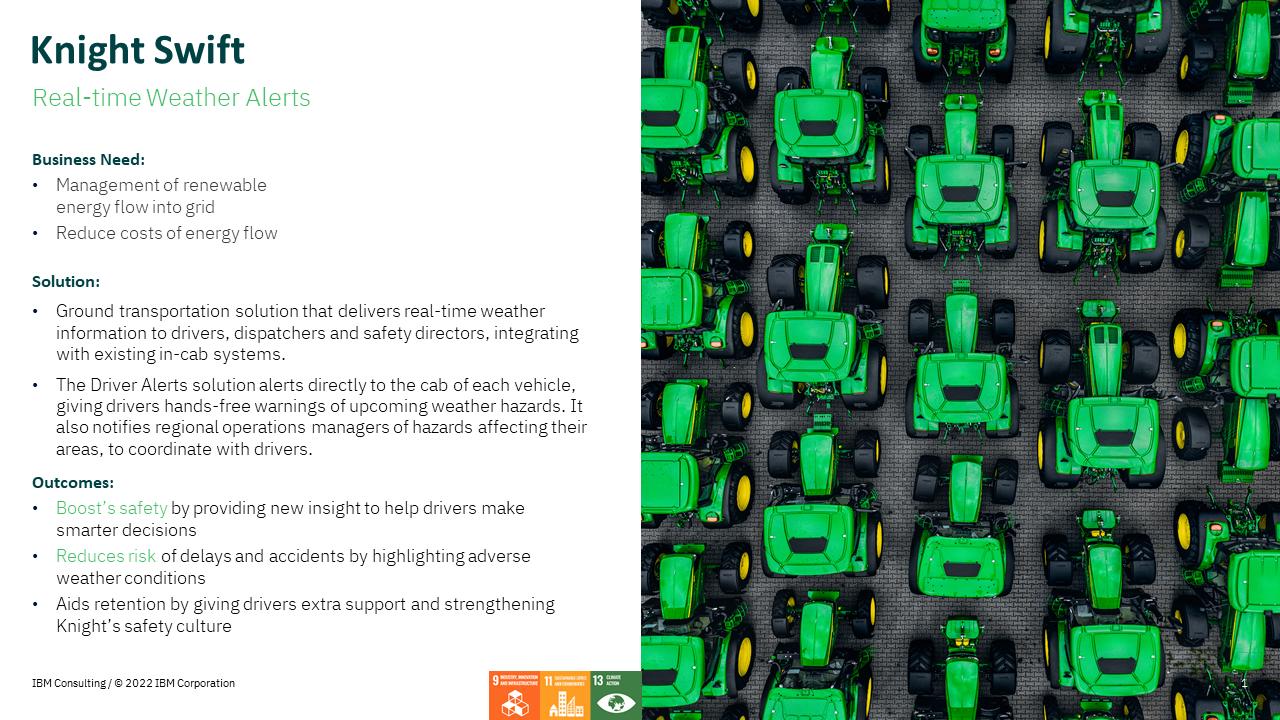 Knight Swift
Real-time Weather Alerts
Business Need:
• Management of renewable
energy flow into grid
• Reduce costs of energy flow
Solution:
• Ground transportation solution that delivers real-time weather
information to drivers, dispatchers and safety directors, integrating
with existing in-cab systems.
• The Driver Alerts solution alerts directly to the cab of each vehicle,
giving drivers hands-free warnings of upcoming weather hazards. It
also notifies regional operations managers of hazards affecting their
areas, to coordinate with drivers.
Outcomes:
• Boost's safety by providing new insight to help drivers make
smarter decisions
• Reduces risk of delays and accidents by highlighting adverse
weather conditions
• Aids retention by giving drivers extra support and strengthening
Knight's safety culture
IBM Consulting / © 2022 IBM Corporation
9 INDUSTRY, INNOVATION
AND INFRASTRUCTURE
11 SUSTAINABLE CITIES
AND COMMUNITIES
13 CLIMATE
ACTION